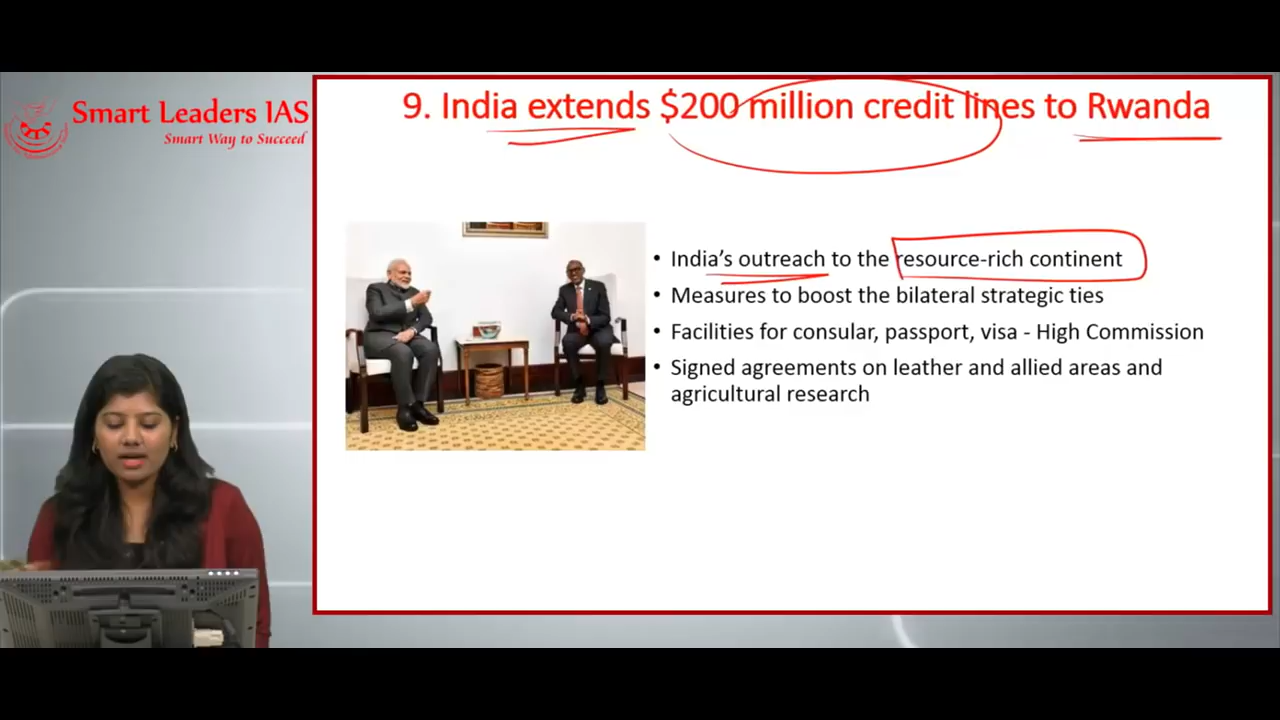 Smart Leaders IAS
Smart Way to Succeed
9. India extends $200 million credit lines to Rwanda
• India's outreach to the resource-rich continent
• Measures to boost the bilateral strategic ties
• Facilities for consular, passport, visa - High Commission
• Signed agreements on leather and allied areas and
agricultural research